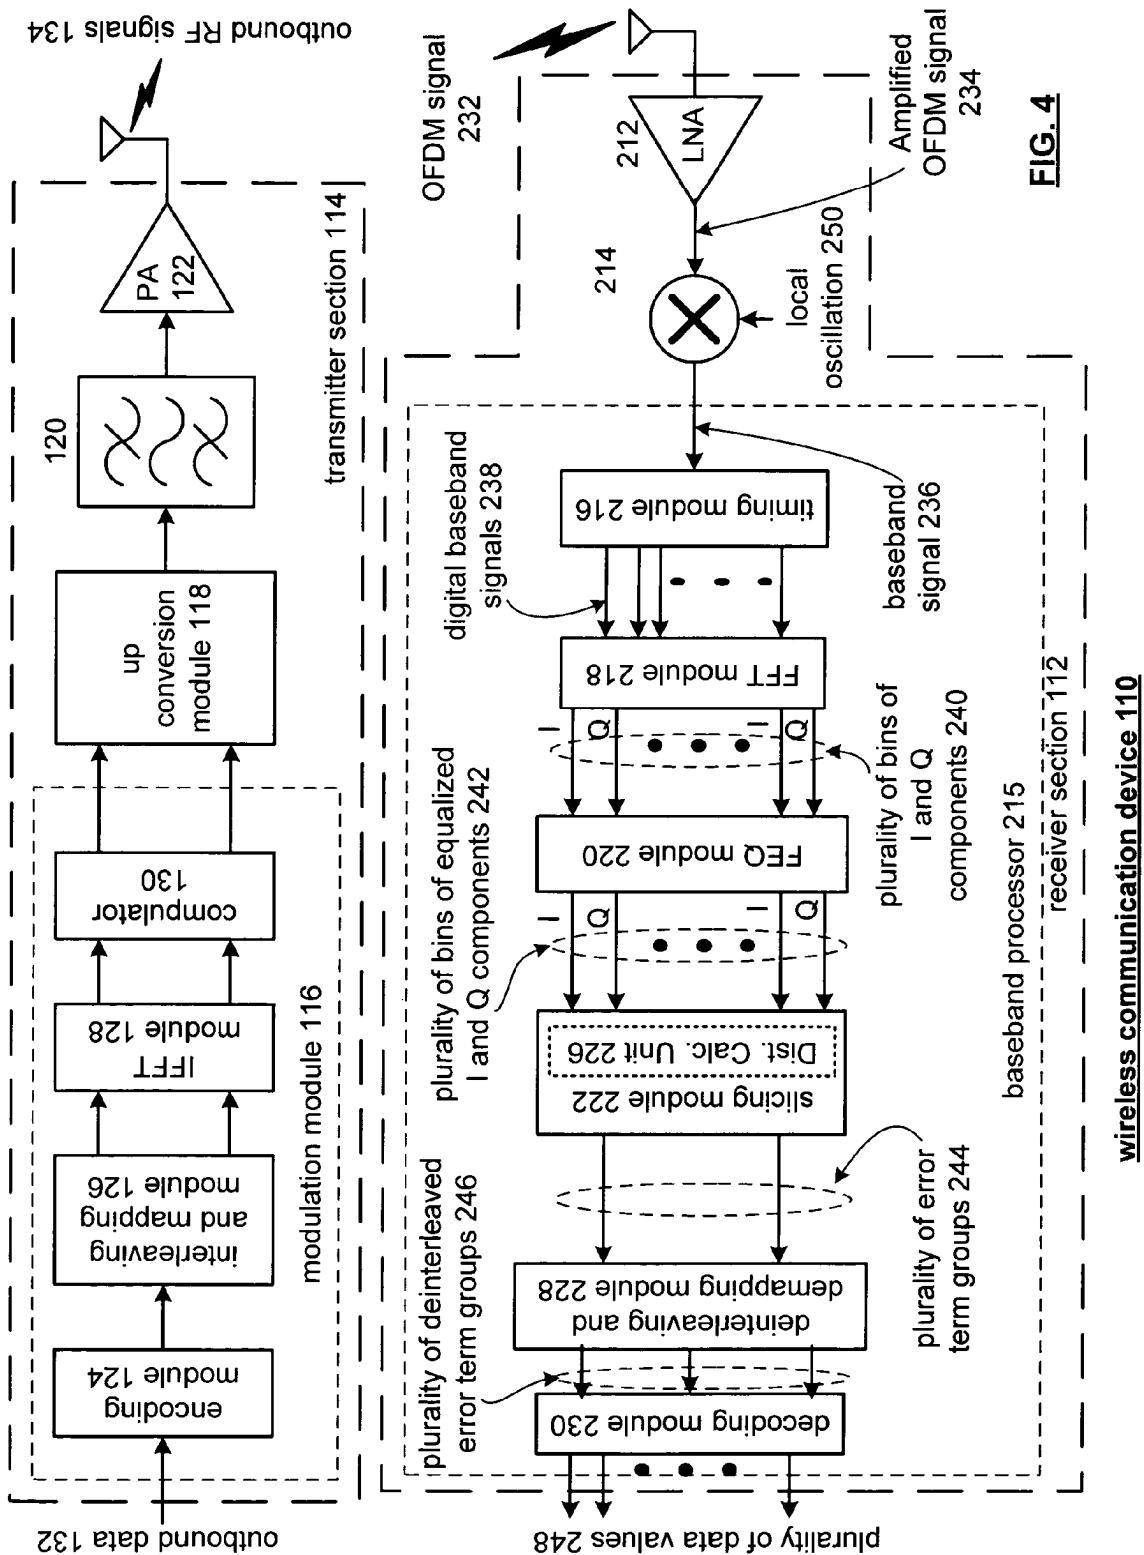 outbound RF signals 134
PA
122
120
up
conversion
module 118
compulator
130
IFFT
module 128
interleaving
and mapping
module 126
encoding
module 124
outbound data 132
modulation module 116
transmitter section 114
OFDM signal
232
212
LNA
Amplified
OFDM signal
234
214
local
oscillation 250
baseband
signal 236
timing module 216
digital baseband
signals 238
FFT module 218
I
Q
I
Q
plurality of bins of
I and Q
components 240
FEQ module 220
I
Q
I
Q
plurality of bins of equalized
I and Q components 242
slicing module 222
Dist. Calc. Unit 226
plurality of error
term groups 244
deinterleaving and
demapping module 228
plurality of deinterleaved
error term groups 246
decoding module 230
plurality of data values 248
baseband processor 215
receiver section 112
wireless communication device 110
FIG. 4